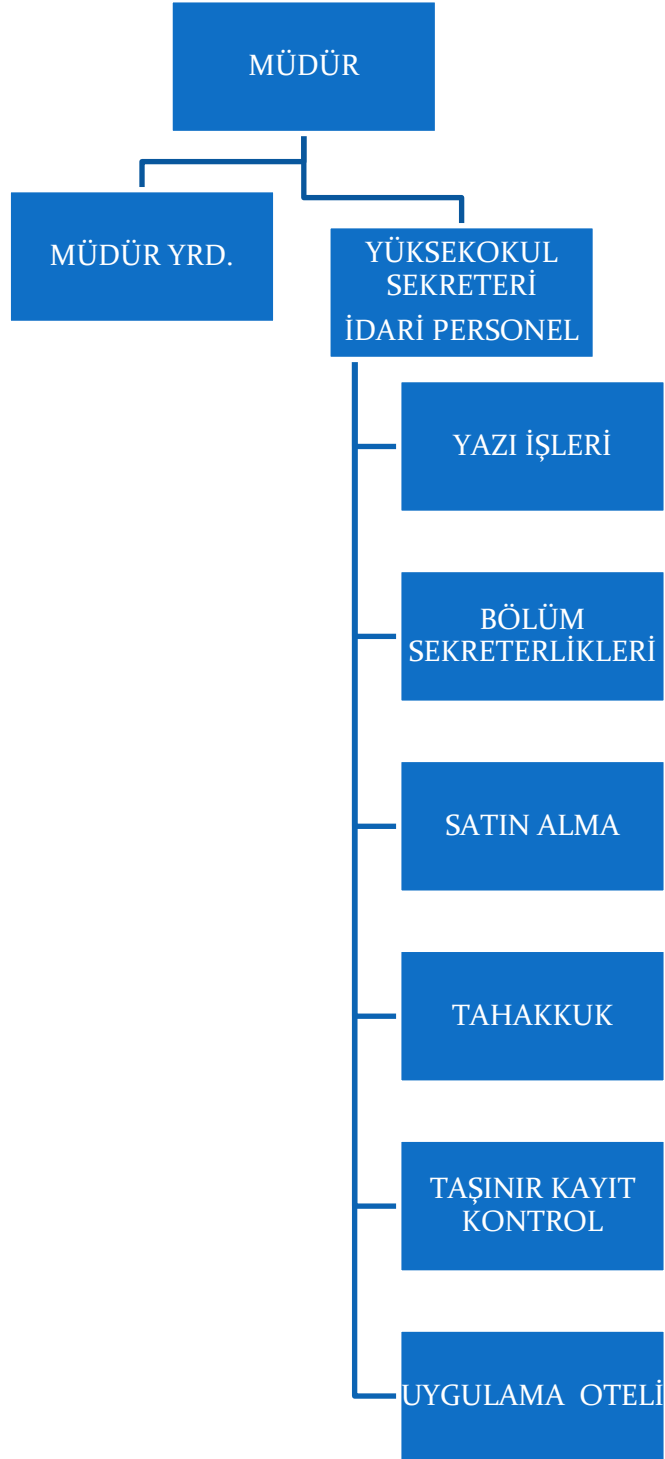 MÜDÜR
MÜDÜR YRD.
YÜKSEKOKUL
SEKRETERİ
İDARİ PERSONEL
YAZI İŞLERİ
BÖLÜM
SEKRETERLİKLERİ
SATIN ALMA
TAHAKKUK
TAŞINIR KAYIT
KONTROL
UYGULAMA  OTELİ